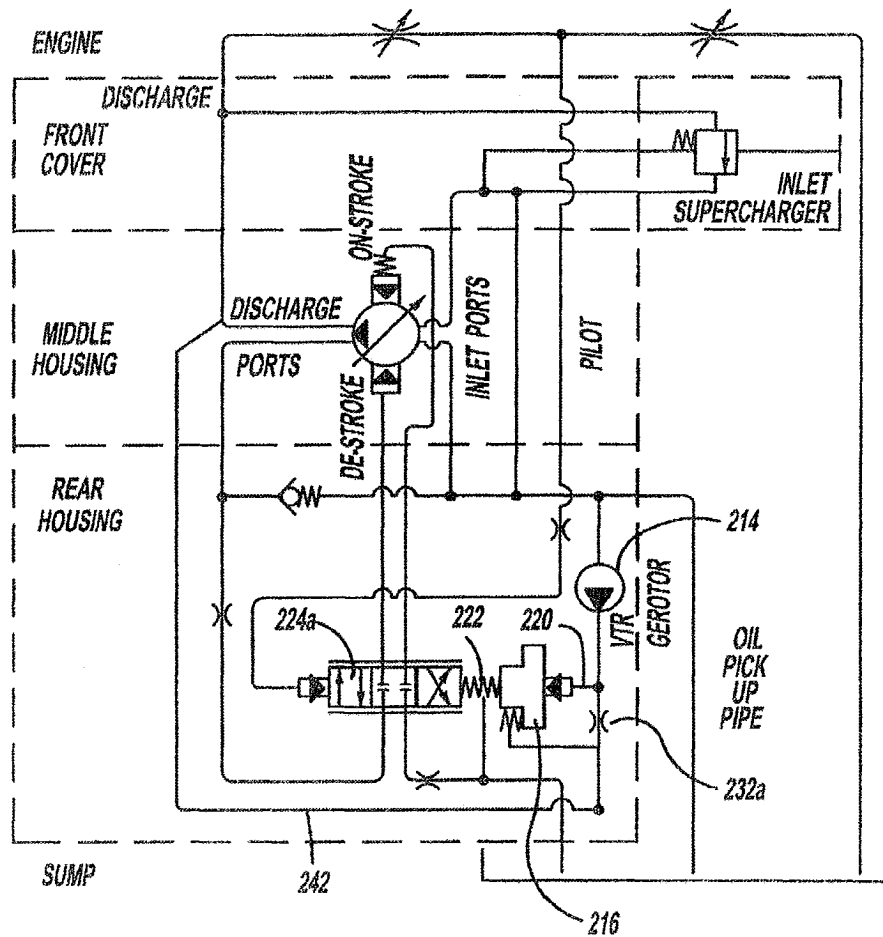 ENGINE
DISCHARGE
FRONT
COVER
INLET
SUPERCHARGER
ON-STROKE
MIDDLE
HOUSING
DISCHARGE
PORTS
INLET PORTS
PILOT
DE-STROKE
REAR
HOUSING
214
VTR
GEROTOR
224a
222
220
OIL
PICK
UP
PIPE
232a
SUMP
242
216